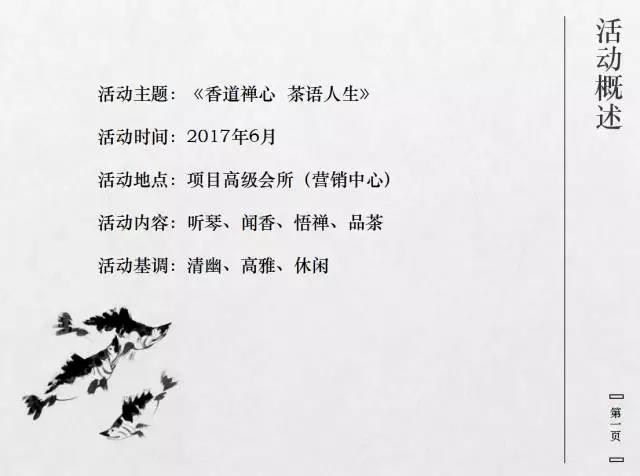 活动概述
活动主题：《香道禅心 茶语人生》
活动时间：2017年6月
活动地点：项目高级会所（营销中心）
活动内容：听琴、闻香、悟禅、品茶
活动基调：清幽、高雅、休闲
第一页